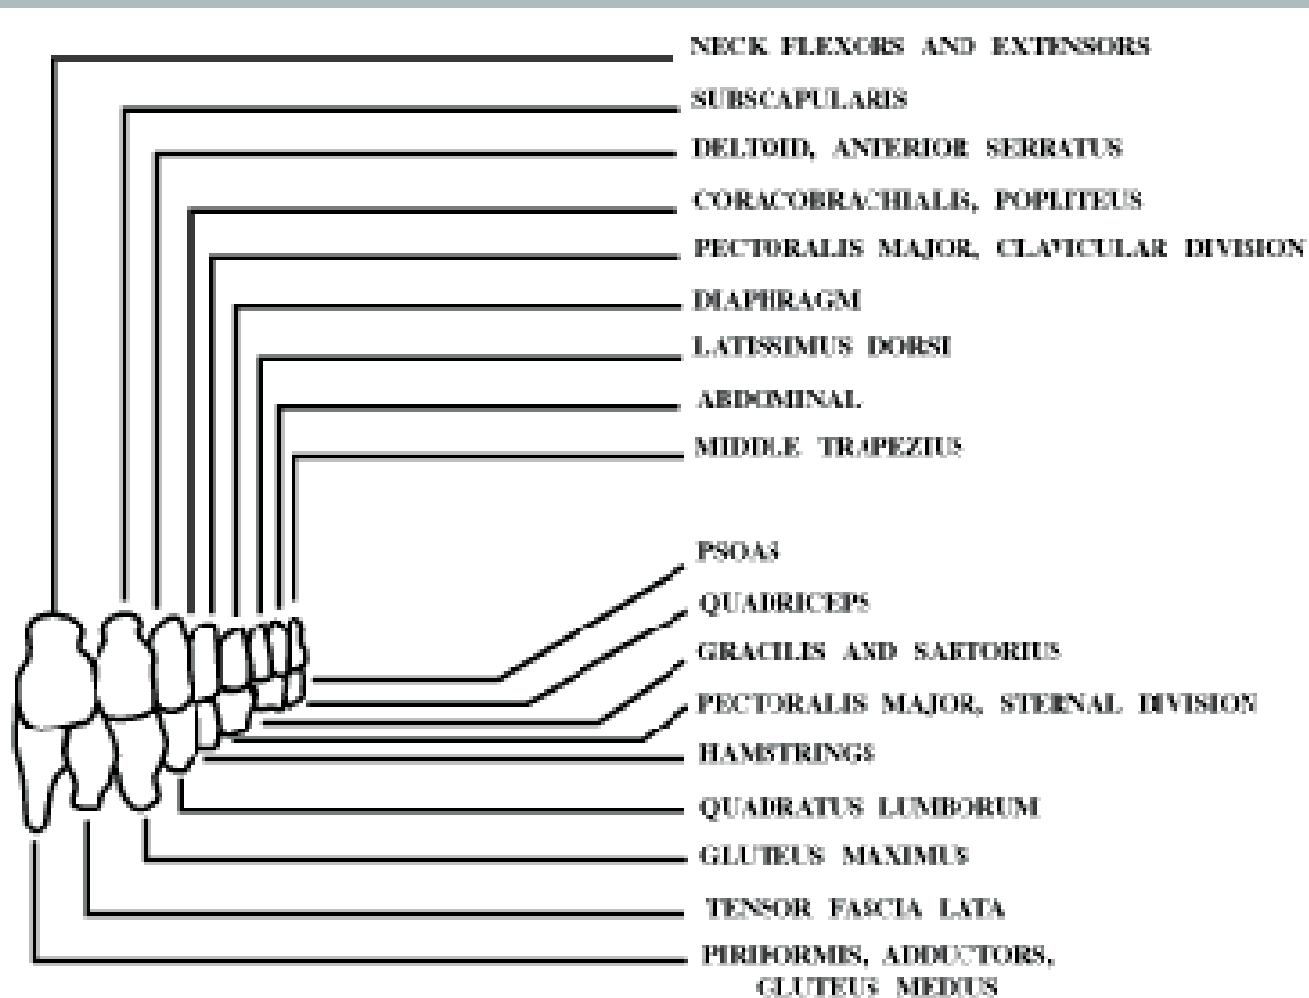 NECK FLEXORS AND EXTENSORS
SUBSCAPULARIS
DELTOID, ANTERIOR SERRATUS
CORACOBRACHIALIS, POPLITEUS
PECTORALIS MAJOR, CLAVICULAR DIVISION
DIAPHRAGM
LATISSIMUS DORSI
ABDOMINAL
MIDDLE TRAPEZIUS
PSOAS
QUADRICEPS
GRACILIS AND SARTORIUS
PECTORALIS MAJOR, STERNAL DIVISION
HAMSTRINGS
QUADRATUS LUMBORUM
GLUTEUS MAXIMUS
TENSOR FASCIA LATA
PIRIFORMIS, ADDUCTORS,
GLUTEUS MEDIUS